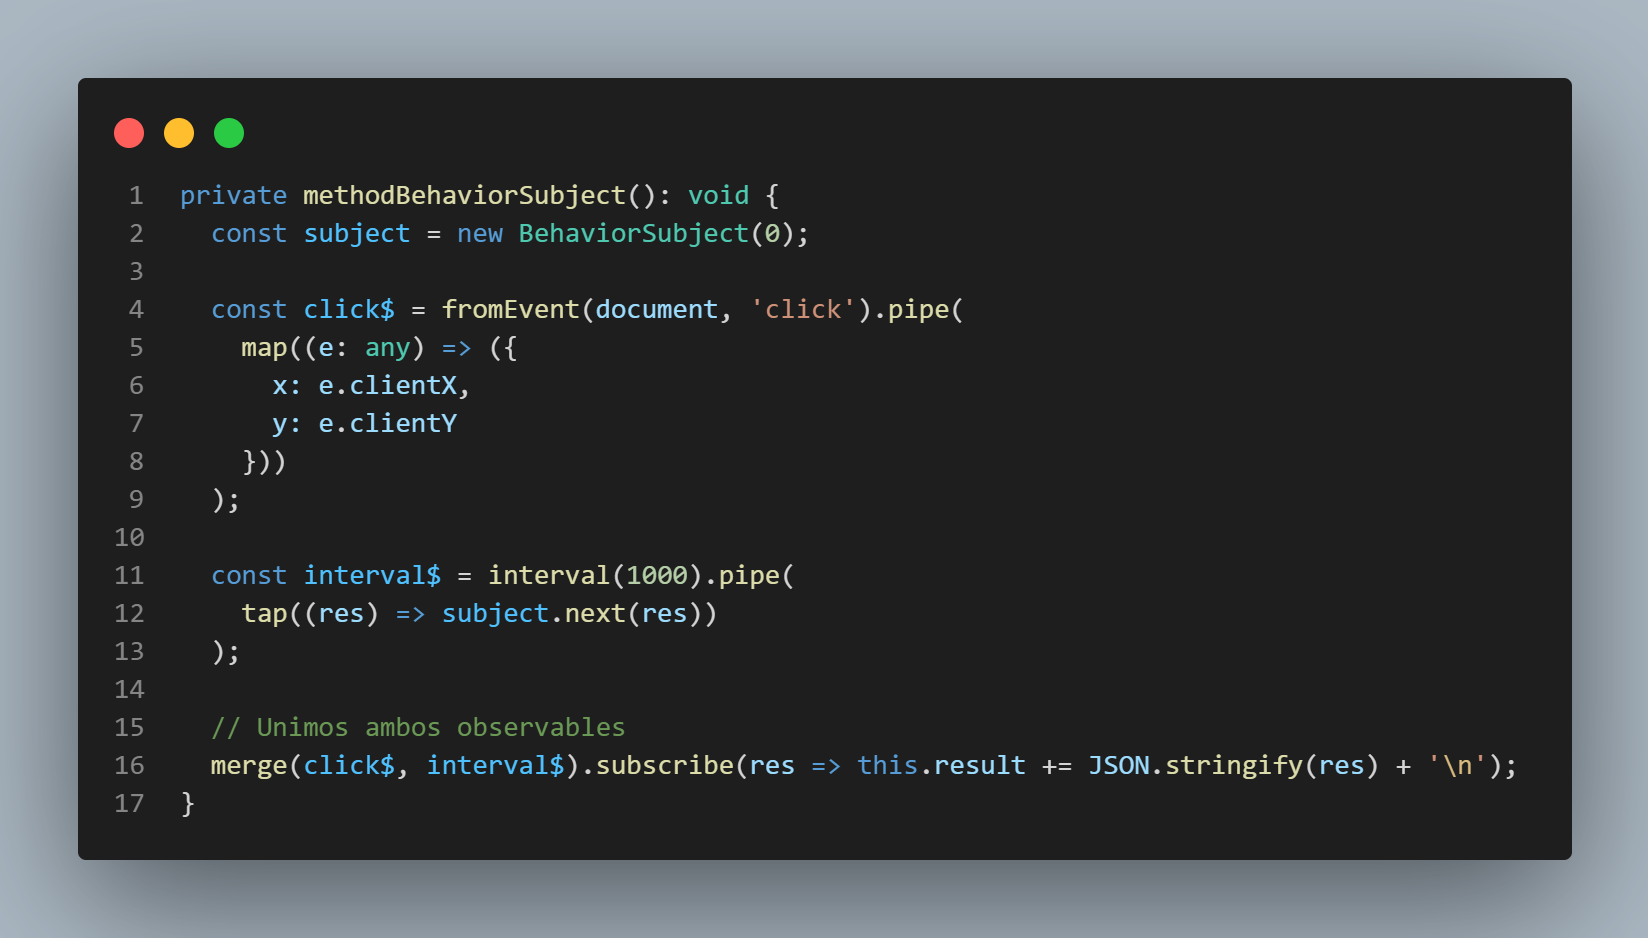 1 private methodBehaviorSubject(): void {
2   const subject = new BehaviorSubject(0);
3
4   const click$ = fromEvent(document, 'click').pipe(
5     map((e: any) => ({
6       x: e.clientX,
7       y: e.clientY
8     }))
9   );
10
11   const interval$ = interval(1000).pipe(
12     tap((res) => subject.next(res))
13   );
14
15   // Unimos ambos observables
16   merge(click$, interval$).subscribe(res => this.result += JSON.stringify(res) + '\n');
17 }